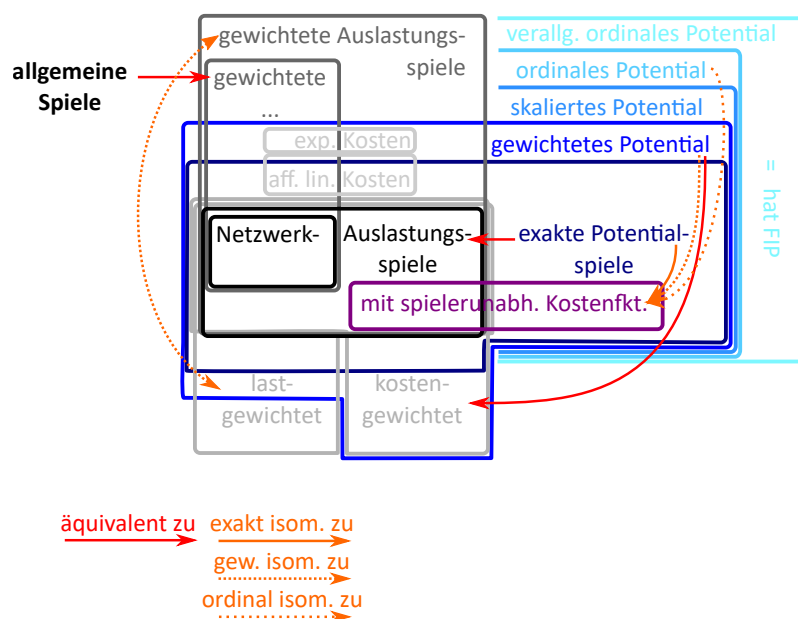 gewichtete Auslastungs-
spiele
verallg. ordinales Potential
allgemeine
Spiele
gewichtete
...
ordinales Potential
skaliertes Potential
exp. Kosten
gewichtetes Potential
aff. lin. Kosten
= hat FIP
Netzwerk-
Auslastungs-
spiele
exakte Potential-
spiele
mit spielerunabh. Kostenfkt.
last-
gewichtet
kosten-
gewichtet
äquivalent zu
exakt isom. zu
gew. isom. zu
ordinal isom. zu